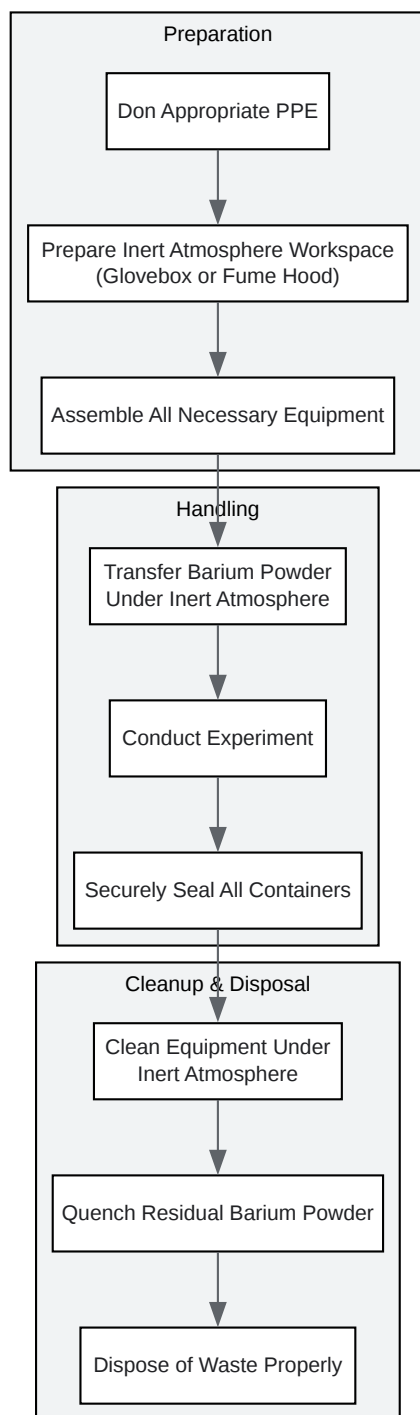 Preparation
Don Appropriate PPE
Prepare Inert Atmosphere Workspace
(Glovebox or Fume Hood)
Assemble All Necessary Equipment
Handling
Transfer Barium Powder
Under Inert Atmosphere
Conduct Experiment
Securely Seal All Containers
Cleanup & Disposal
Clean Equipment Under
Inert Atmosphere
Quench Residual Barium Powder
Dispose of Waste Properly